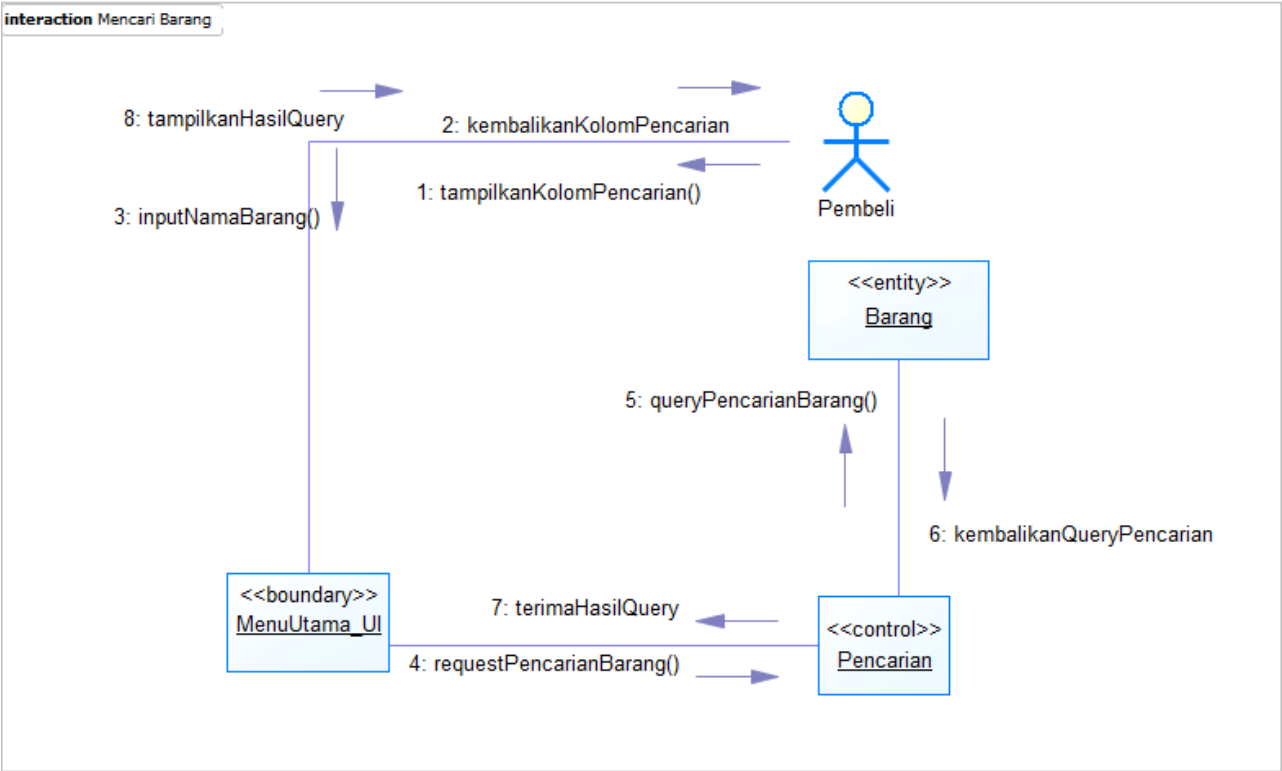 interaction Mencari Barang
8: tampilkanHasilQuery
2: kembalikanKolomPencarian
1: tampilkanKolomPencarian()
3: inputNamaBarang()
Pembeli
<<entity>>
Barang
5: queryPencarianBarang()
6: kembalikanQueryPencarian
<<boundary>>
MenuUtama_UI
7: terimaHasilQuery
4: requestPencarianBarang()
<<control>>
Pencarian